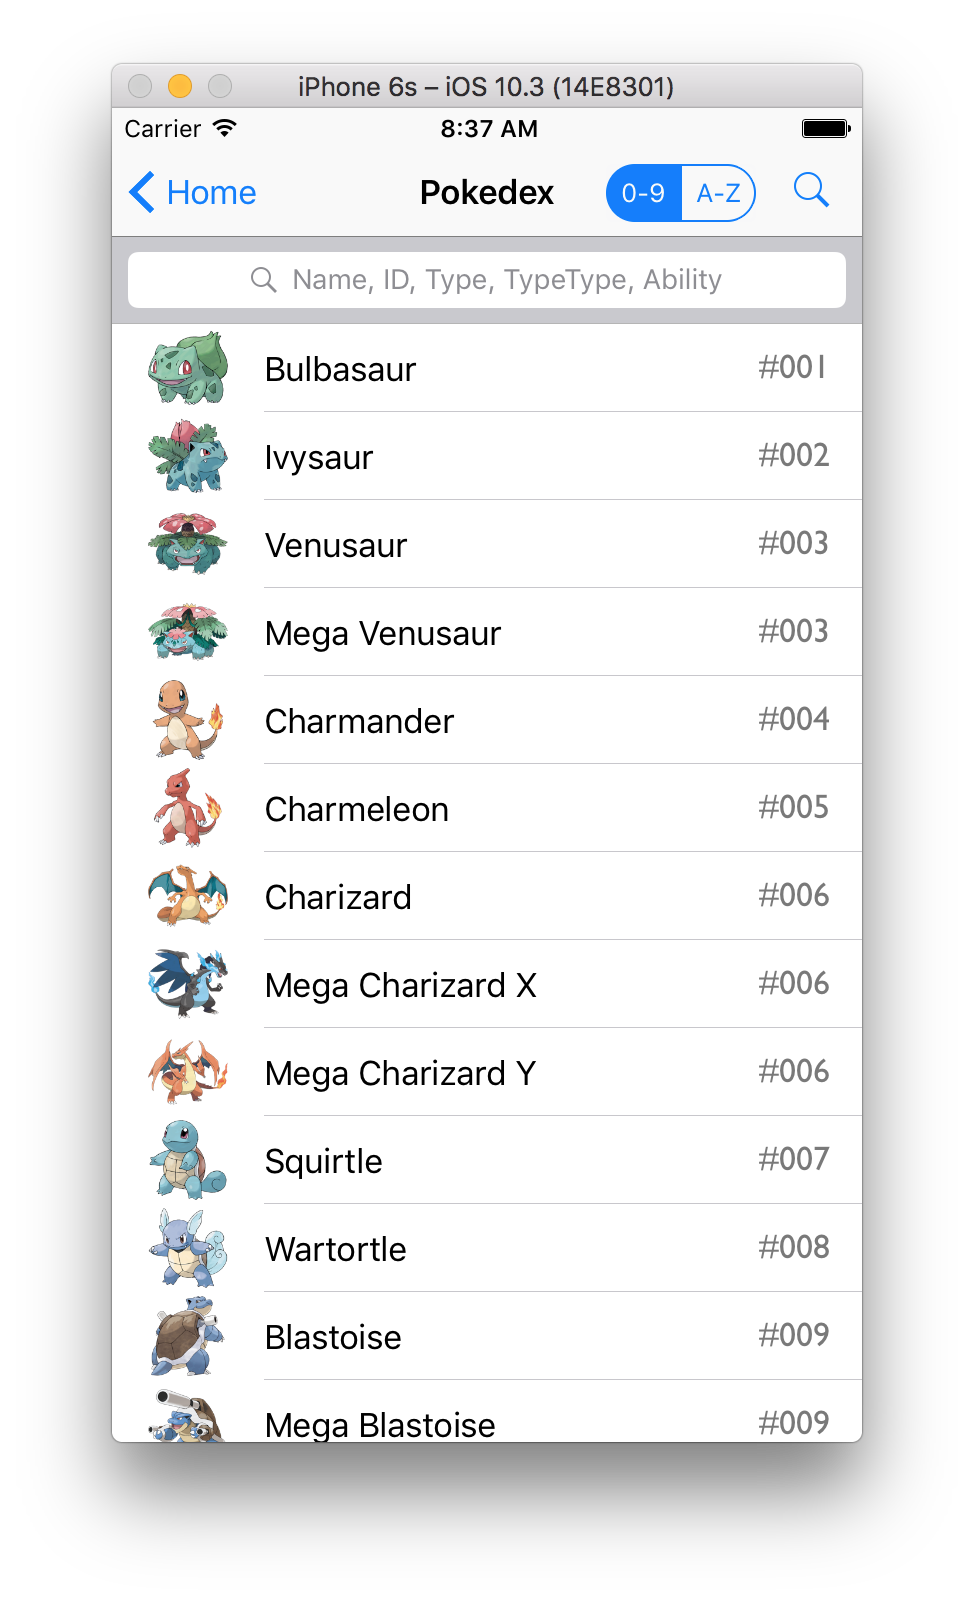 iPhone 6s – iOS 10.3 (14E8301)
Carrier 8:37 AM
Home Pokedex 0-9 A-Z
Name, ID, Type, TypeType, Ability
Bulbasaur #001
Ivysaur #002
Venusaur #003
Mega Venusaur #003
Charmander #004
Charmeleon #005
Charizard #006
Mega Charizard X #006
Mega Charizard Y #006
Squirtle #007
Wartortle #008
Blastoise #009
Mega Blastoise #009